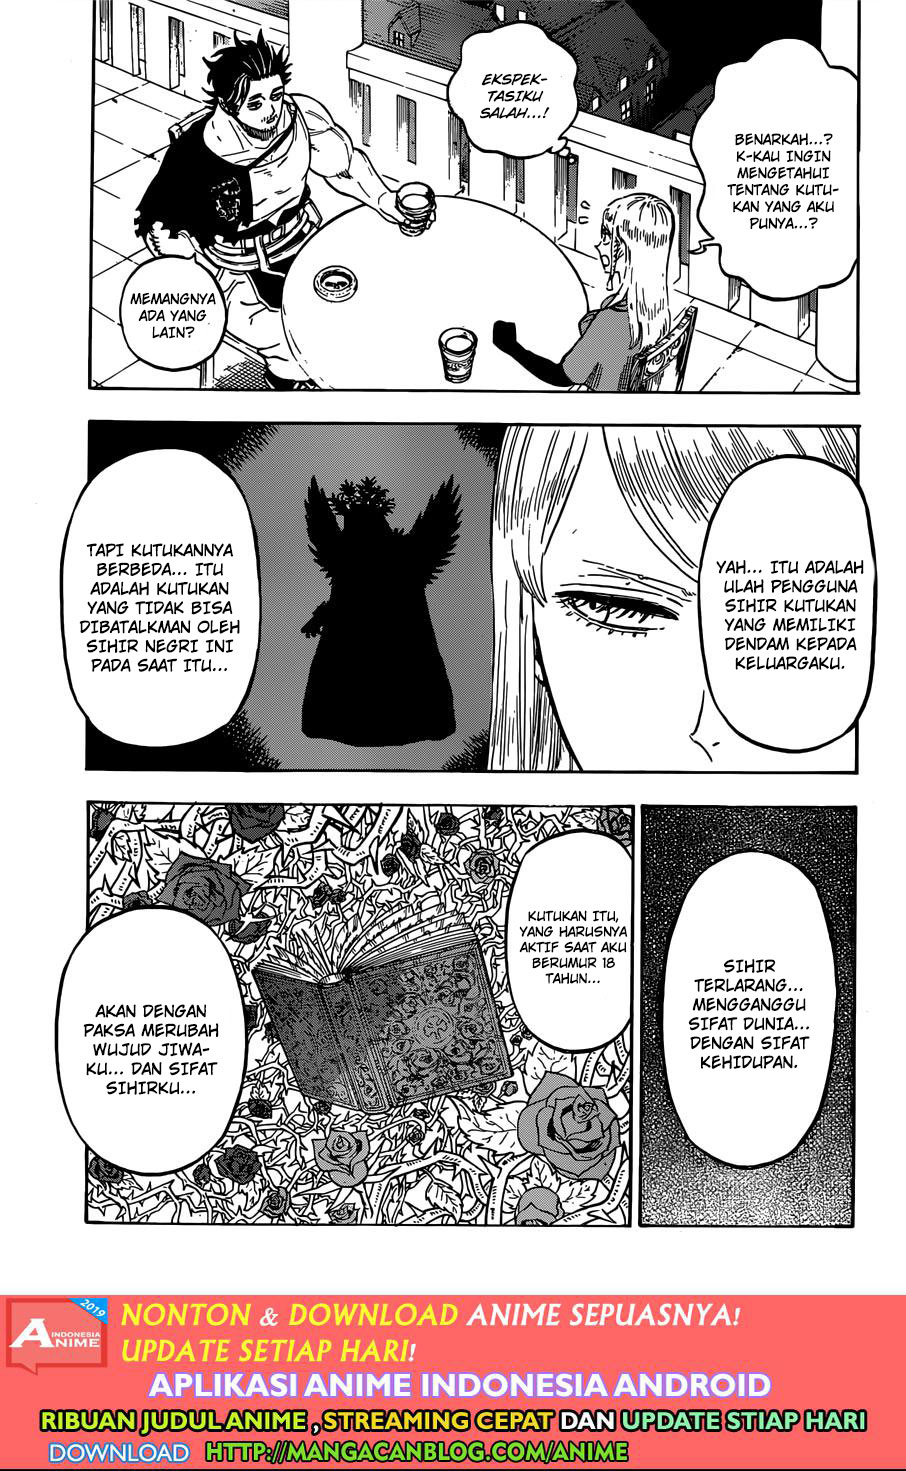 BENARKAH...?
K-KAU INGIN
MENGETAHUI
TENTANG KUTU-
KAN YANG AKU
PUNYA...?
EKSPEK-
TASIKU
SALAH...!
MEMANGNYA
ADA YANG
LAIN?
YAH... ITU ADALAH
ULAH PENGGUNA
SIHIR KUTUKAN
YANG MEMILIKI
DENDAM KEPADA
KELUARGAKU.
TAPI KUTUKANNYA
BERBEDA... ITU
ADALAH KUTUKAN
YANG TIDAK BISA
DIBATALKMAN OLEH
SIHIR NEGRI INI
PADA SAAT ITU...
SIHIR
TERLARANG...
MENGGANGGU
SIFAT DUNIA...
DENGAN SIFAT
KEHIDUPAN.
KUTUKAN ITU,
YANG HARUSNYA
AKTIF SAAT AKU
BERUMUR 18
TAHUN...
AKAN DENGAN
PAKSA MERUBAH
WUJUD JIWA-
KU... DAN SIFAT
SIHIRKU...
2019
INDONESIA
ANIME
NONTON & DOWNLOAD ANIME SEPUASNYA!
UPDATE SETIAP HARI!
APLIKASI ANIME INDONESIA ANDROID
RIBUAN JUDUL ANIME , STREAMING CEPAT DAN UPDATE STIAP HARI
DOWNLOAD HTTP://MANGACANBLOG.COM/ANIME